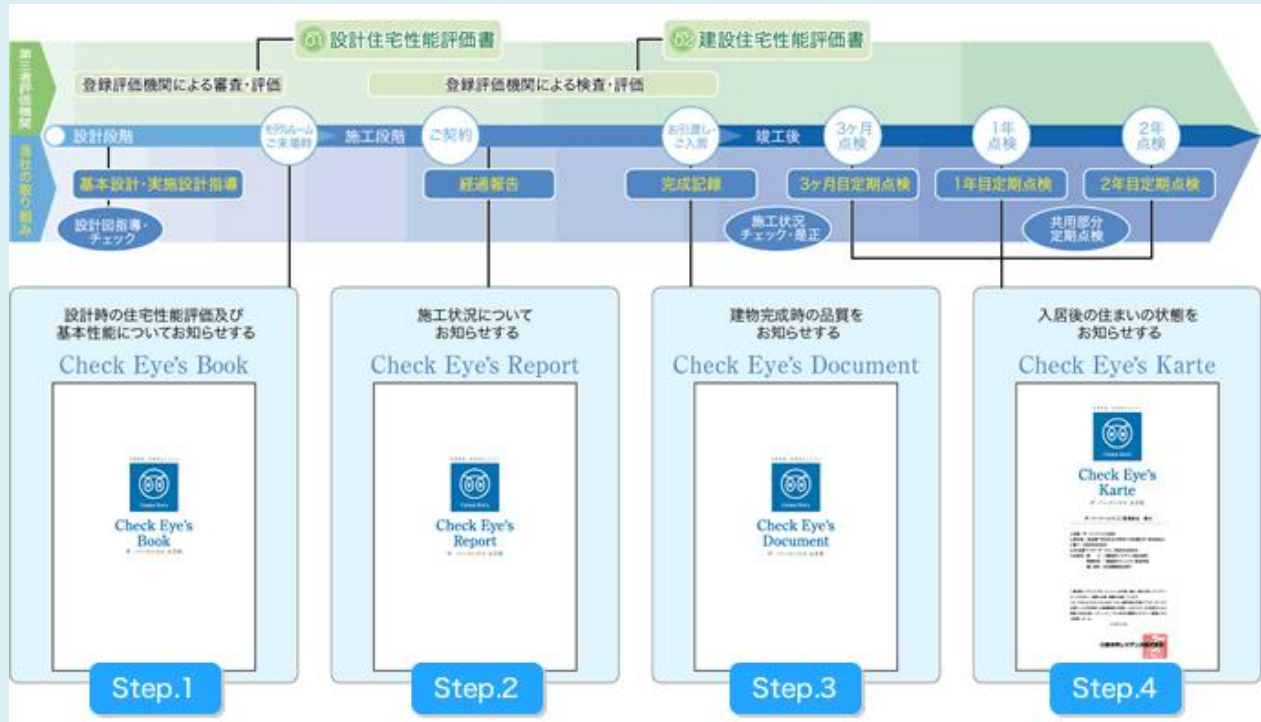 01 設計住宅性能評価書
02 建設住宅性能評価書
第三者評価機関
登録評価機関による審査・評価
登録評価機関による検査・評価
設計段階
モデルルーム
ご来場時
施工段階
ご契約
お引渡し・
ご入居
竣工後
3ヶ月
点検
1年
点検
2年
点検
当社の取り組み
基本設計・実施設計指導
経過報告
完成記録
3ヶ月目定期点検
1年目定期点検
2年目定期点検
設計図指導・
チェック
施工状況
チェック・是正
共用部分
定期点検
設計時の住宅性能評価及び
基本性能についてお知らせする
Check Eye's Book
Check Eye's
Book
Step.1
施工状況について
お知らせする
Check Eye's Report
Check Eye's
Report
Step.2
建物完成時の品質を
お知らせする
Check Eye's Document
Check Eye's
Document
Step.3
入居後の住まいの状態を
お知らせする
Check Eye's Karte
Check Eye's
Karte
Step.4